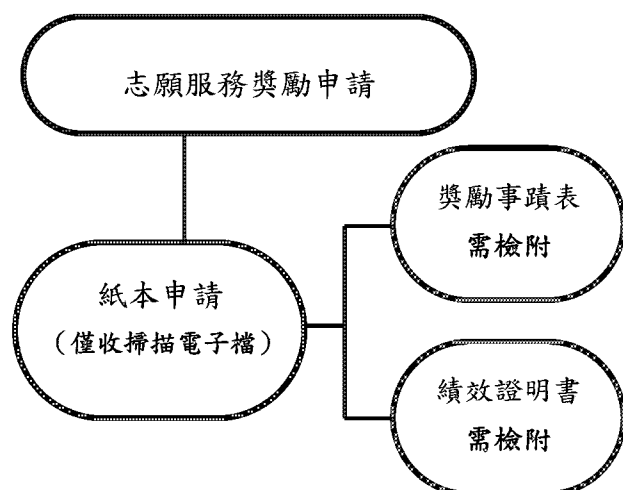 志願服務獎勵申請
紙本申請
（僅收掃描電子檔）
獎勵事蹟表
需檢附
績效證明書
需檢附